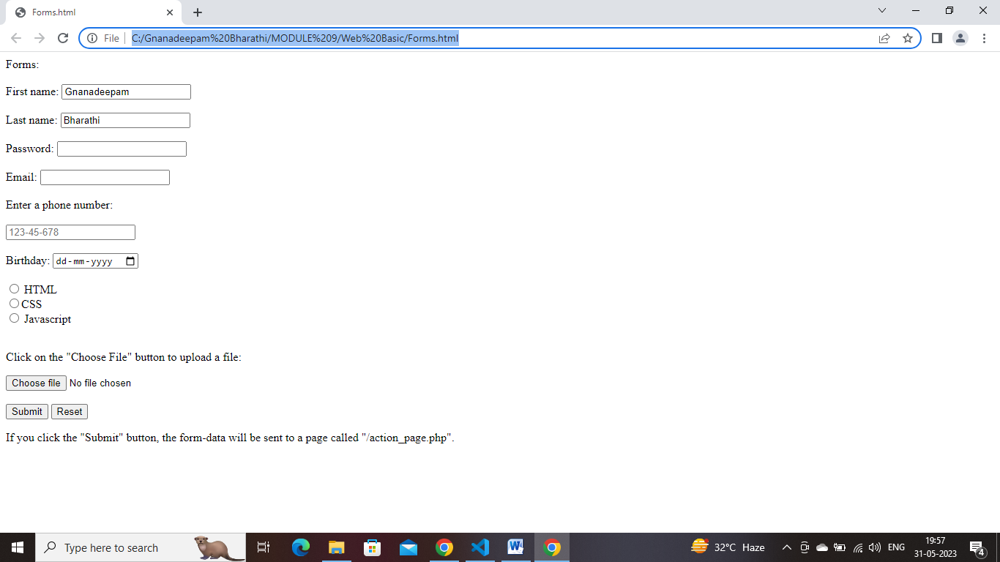 Forms.html
File
C:/Gnanadeepam%20Bharathi/MODULE%209/Web%20Basic/Forms.html
Forms:
First name: Gnanadeepam
Last name: Bharathi
Password:
Email:
Enter a phone number:
123-45-678
Birthday: dd-mm-yyyy
HTML
CSS
Javascript
Click on the "Choose File" button to upload a file:
Choose file No file chosen
Submit Reset
If you click the "Submit" button, the form-data will be sent to a page called "/action_page.php".
Type here to search
32°C Haze
ENG
19:57
31-05-2023
4